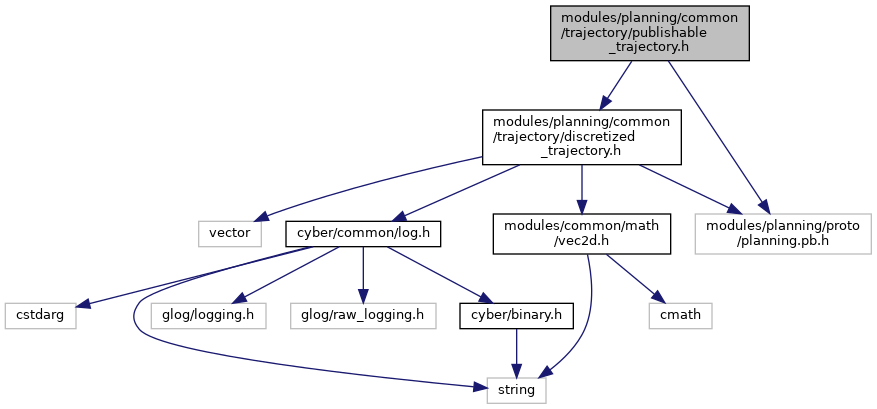 modules/planning/common
/trajectory/publishable
_trajectory.h
modules/planning/common
/trajectory/discretized
_trajectory.h
vector
cyber/common/log.h
modules/common/math
/vec2d.h
modules/planning/proto
/planning.pb.h
cstdarg
glog/logging.h
glog/raw_logging.h
cyber/binary.h
cmath
string